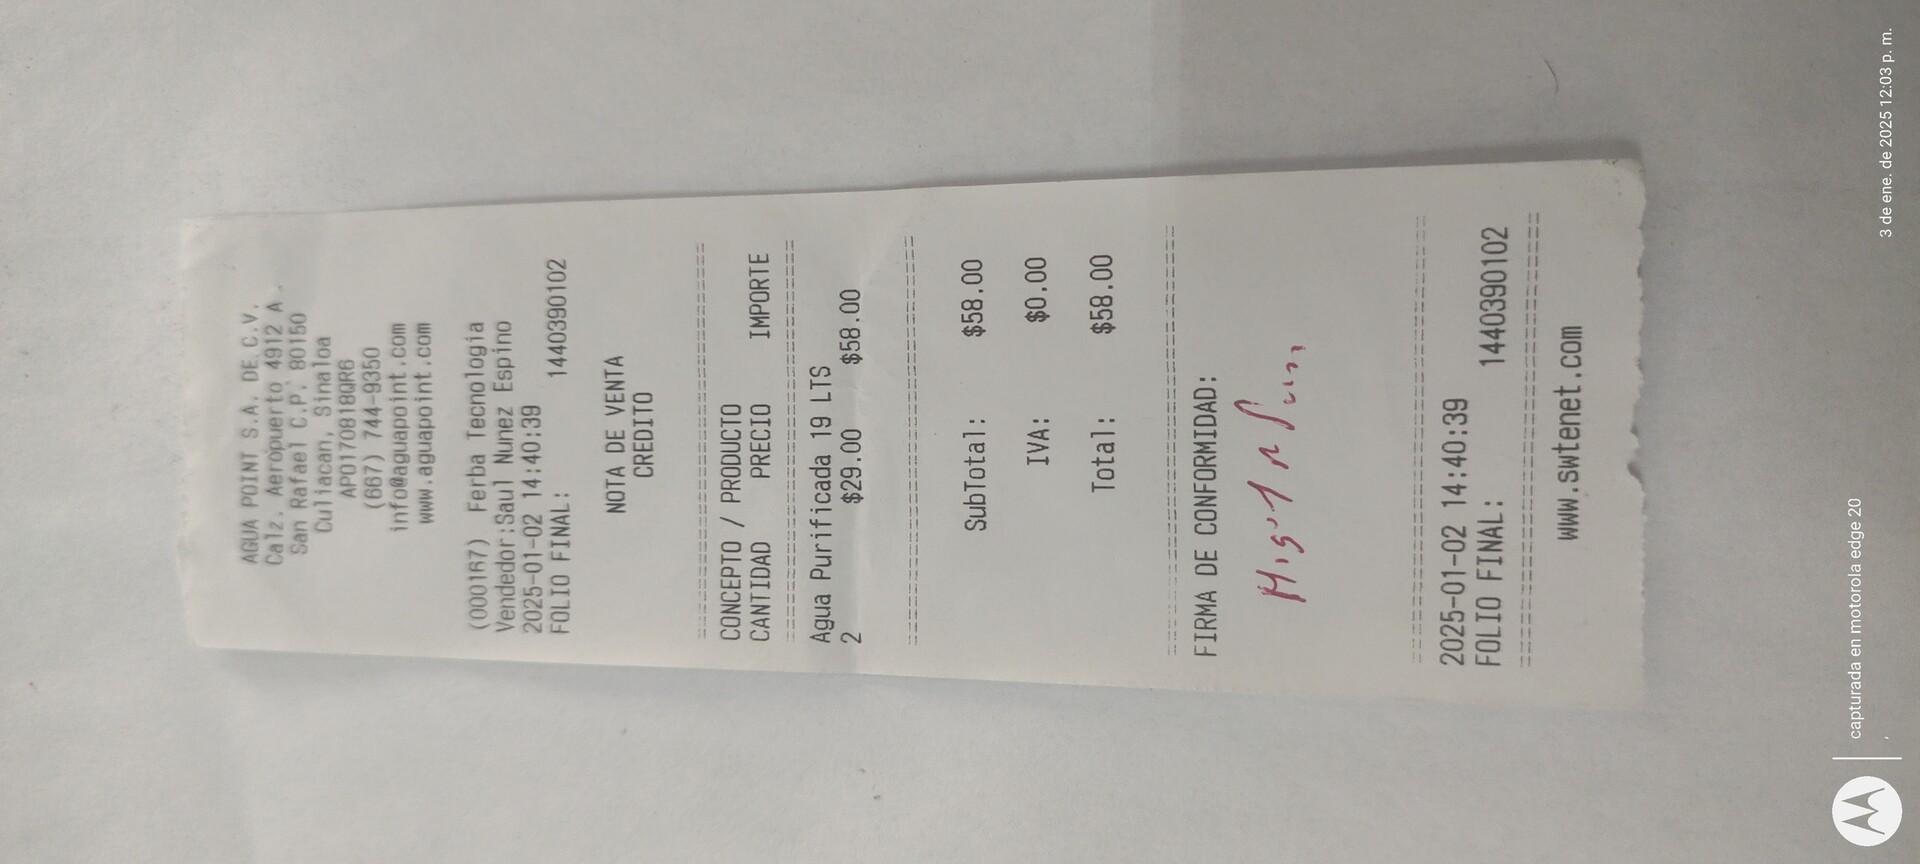 AGUA POINT S.A. DE C.V.
Calz. Aeropuerto 4912 A .
San Rafael C.P. 80150
Culiacan, Sinaloa
APO170818QR6
(667) 744-9350
info@aguapoint.com
www.aguapoint.com
(0001R7) Ferba Tecnologia
Vendedor:Saul Nunez Espino
2025-01-02 14:40:39
FOLIO FINAL: 1440390102
NOTA DE VENTA
CREDITO
CONCEPTO / PRODUCTO
CANTIDAD PRECIO IMPORTE
Agua Purificada 19 LTS
2 $29.00 $58.00
SubTotal: $58.00
IVA: $0.00
Total: $58.00
FIRMA DE CONFORMIDAD:
2025-01-02 14:40:39
FOLIO FINAL: 1440390102
www.swtenet.com
capturada en motorola edge 20
3 de ene. de 2025 12:03 p. m.